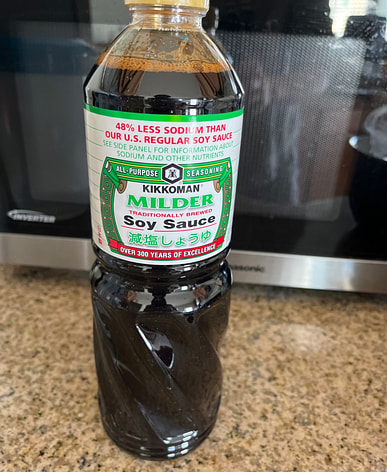 48% LESS SODIUM THAN
OUR U.S. REGULAR SOY SAUCE
SEE SIDE PANEL FOR INFORMATION ABOUT
SODIUM AND OTHER NUTRIENTS
ALL-PURPOSE SEASONING
KIKKOMAN®
MILDER
TRADITIONALLY BREWED
Soy Sauce
減塩しょうゆ
OVER 300 YEARS OF EXCELLENCE
INVERTER
Panasonic